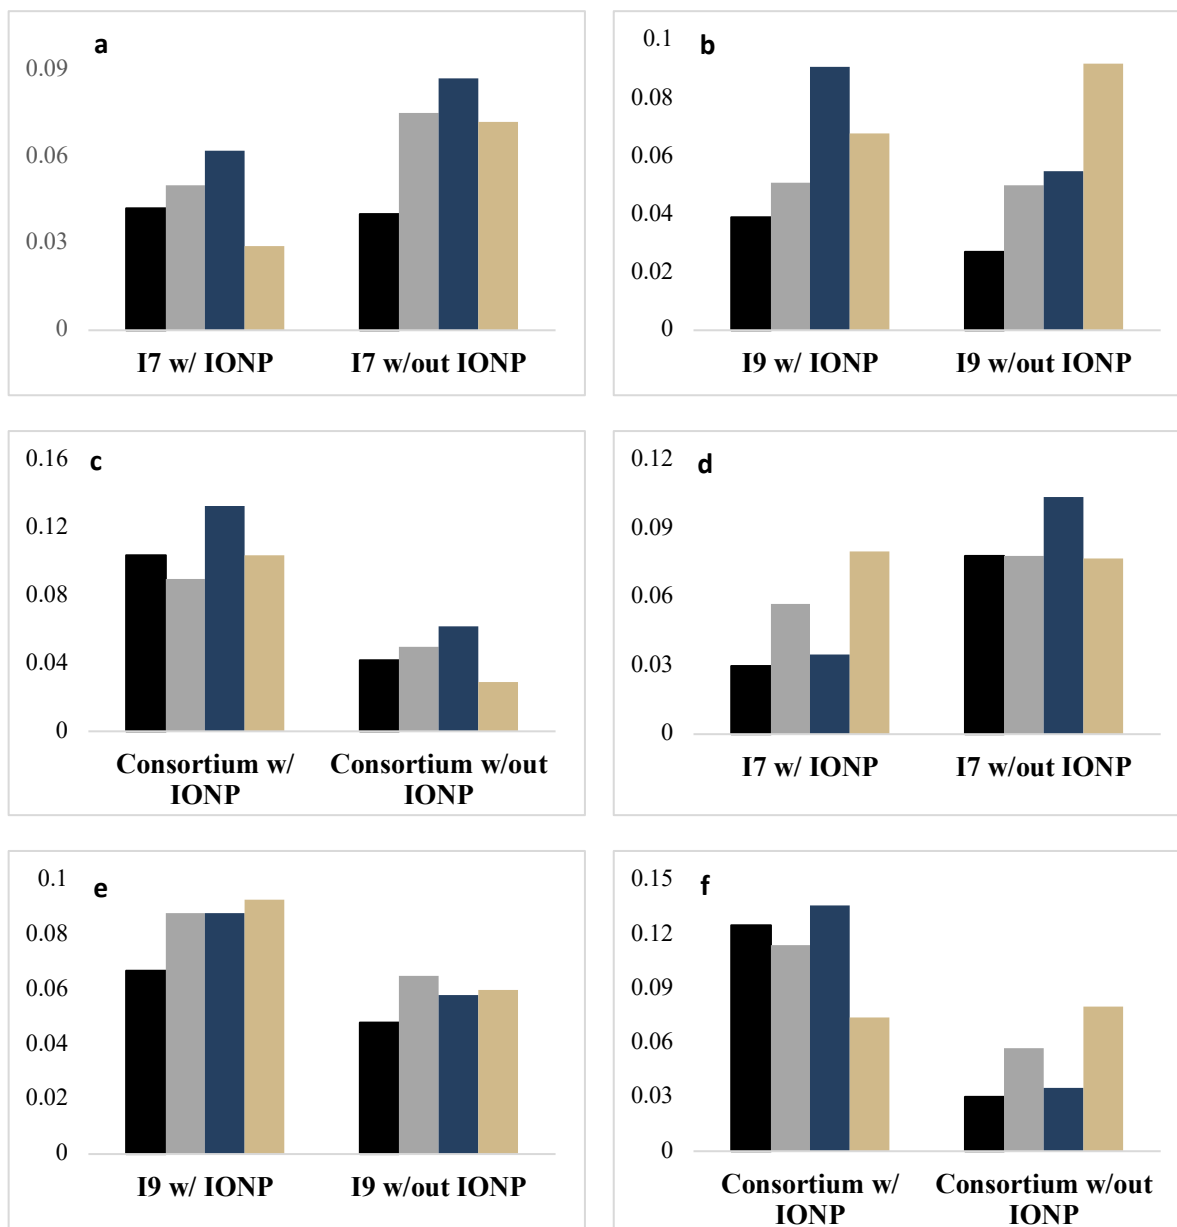 a
0.09
0.06
0.03
0
I7 w/ IONP
I7 w/out IONP
b
0.1
0.08
0.06
0.04
0.02
0
I9 w/ IONP
I9 w/out IONP
c
0.16
0.12
0.08
0.04
0
Consortium w/
IONP
Consortium w/out
IONP
d
0.12
0.09
0.06
0.03
0
I7 w/ IONP
I7 w/out IONP
e
0.1
0.08
0.06
0.04
0.02
0
I9 w/ IONP
I9 w/out IONP
f
0.15
0.12
0.09
0.06
0.03
0
Consortium w/
IONP
Consortium w/out
IONP